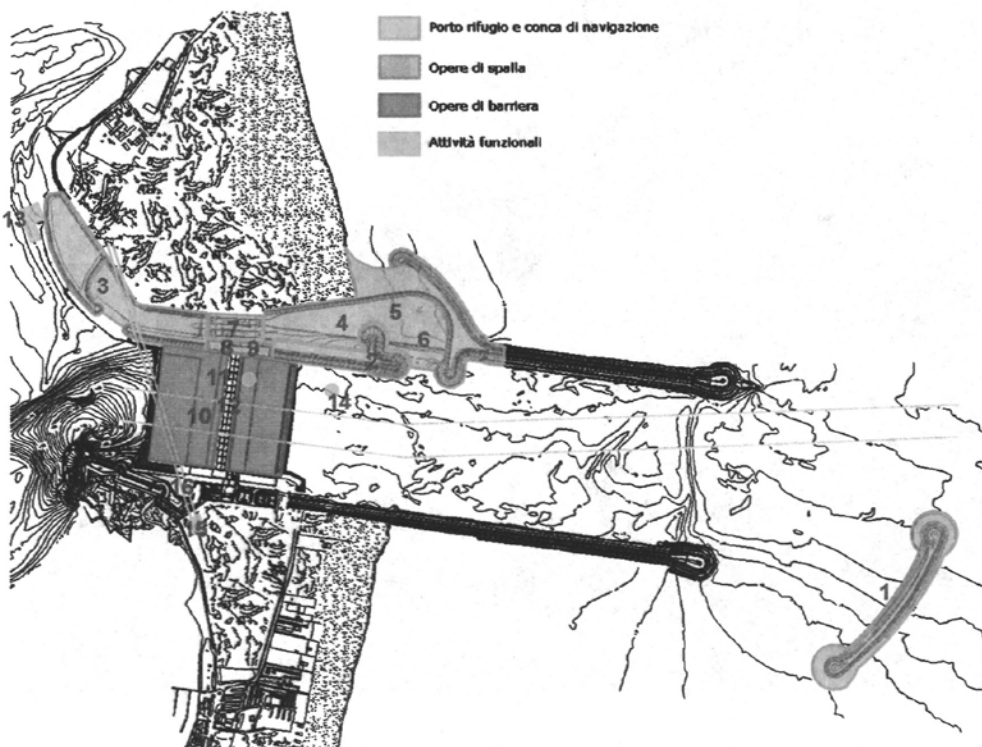 Porto rifugio e conca di navigazione
Opere di spalla
Opere di barriera
Attività funzionali
13
3
5
4
6
7
8 9
11
10
14
1